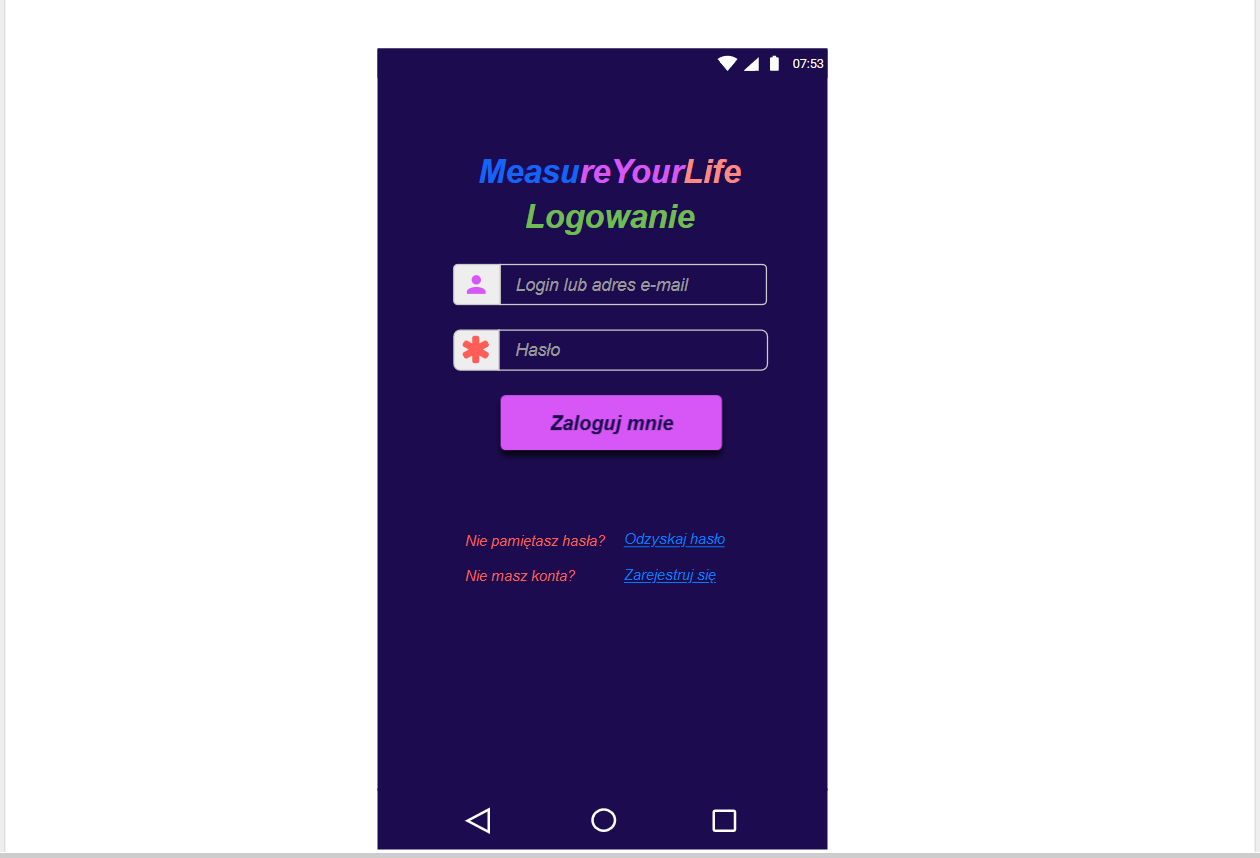 07:53
MeasureYourLife
Logowanie
Login lub adres e-mail
Hasło
Zaloguj mnie
Nie pamiętasz hasła? Odzyskaj hasło
Nie masz konta? Zarejestruj się